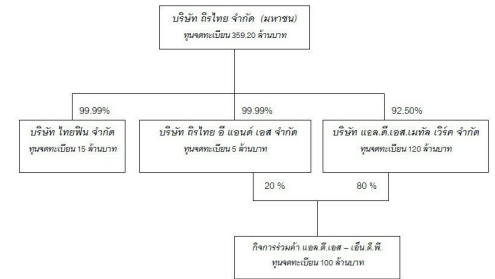 บริษัท ถิรไทย จำกัด (มหาชน)
ทุนจดทะเบียน 359.20 ล้านบาท
99.99%
99.99%
92.50%
บริษัท ไทยฟิน จำกัด
ทุนจดทะเบียน 15 ล้านบาท
บริษัท ถิรไทย อี แอนด์ เอส จำกัด
ทุนจดทะเบียน 5 ล้านบาท
บริษัท แอล.ดี.เอส.เมทัล เวิร์ค จำกัด
ทุนจดทะเบียน 120 ล้านบาท
20 %
80 %
กิจการร่วมค้า แอล.ดี.เอส – เอ็น.ดี.พี.
ทุนจดทะเบียน 100 ล้านบาท